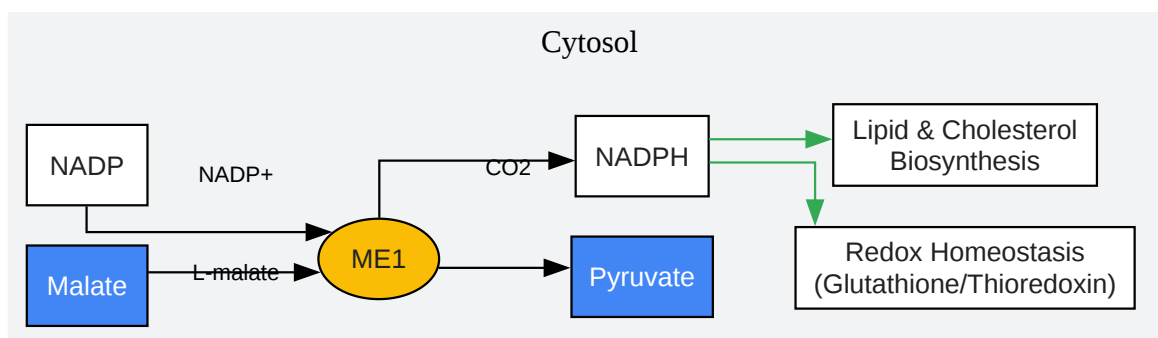 Cytosol
NADP
NADP+
CO2
NADPH
Lipid & Cholesterol
Biosynthesis
Malate
L-malate
ME1
Pyruvate
Redox Homeostasis
(Glutathione/Thioredoxin)